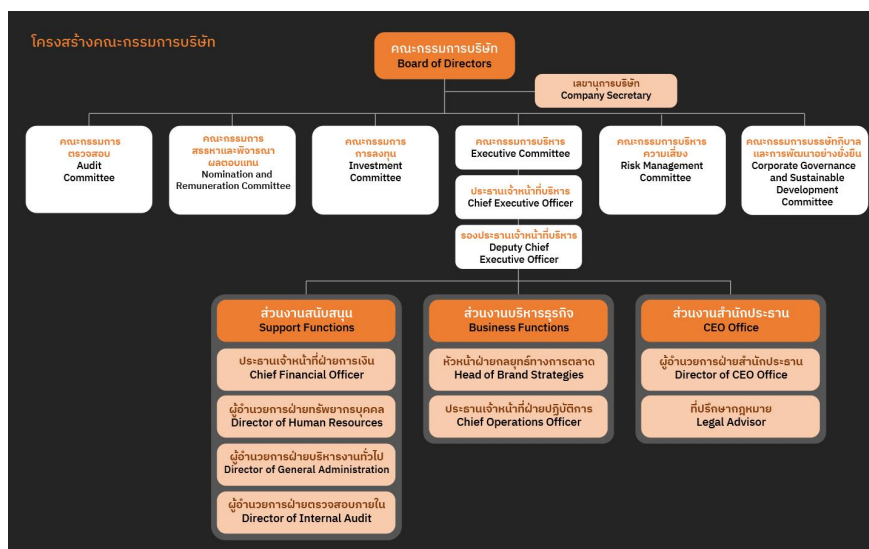 โครงสร้างคณะกรรมการบริษัท
คณะกรรมการบริษัท
Board of Directors
เลขานุการบริษัท
Company Secretary
คณะกรรมการ
ตรวจสอบ
Audit
Committee
คณะกรรมการ
สรรหาและพิจารณา
ผลตอบแทน
Nomination and
Remuneration Committee
คณะกรรมการ
การลงทุน
Investment
Committee
คณะกรรมการบริหาร
Executive Committee
คณะกรรมการบริหาร
ความเสี่ยง
Risk Management
Committee
คณะกรรมการบรรษัทภิบาล
และการพัฒนาอย่างยั่งยืน
Corporate Governance
and Sustainable
Development
Committee
ประธานเจ้าหน้าที่บริหาร
Chief Executive Officer
รองประธานเจ้าหน้าที่บริหาร
Deputy Chief
Executive Officer
ส่วนงานสนับสนุน
Support Functions
ประธานเจ้าหน้าที่ฝ่ายการเงิน
Chief Financial Officer
ผู้อำนวยการฝ่ายทรัพยากรบุคคล
Director of Human Resources
ผู้อำนวยการฝ่ายบริหารงานทั่วไป
Director of General Administration
ผู้อำนวยการฝ่ายตรวจสอบภายใน
Director of Internal Audit
ส่วนงานบริหารธุรกิจ
Business Functions
หัวหน้าฝ่ายกลยุทธ์ทางการตลาด
Head of Brand Strategies
ประธานเจ้าหน้าที่ฝ่ายปฏิบัติการ
Chief Operations Officer
ส่วนงานสำนักประธาน
CEO Office
ผู้อำนวยการฝ่ายสำนักประธาน
Director of CEO Office
ที่ปรึกษากฎหมาย
Legal Advisor